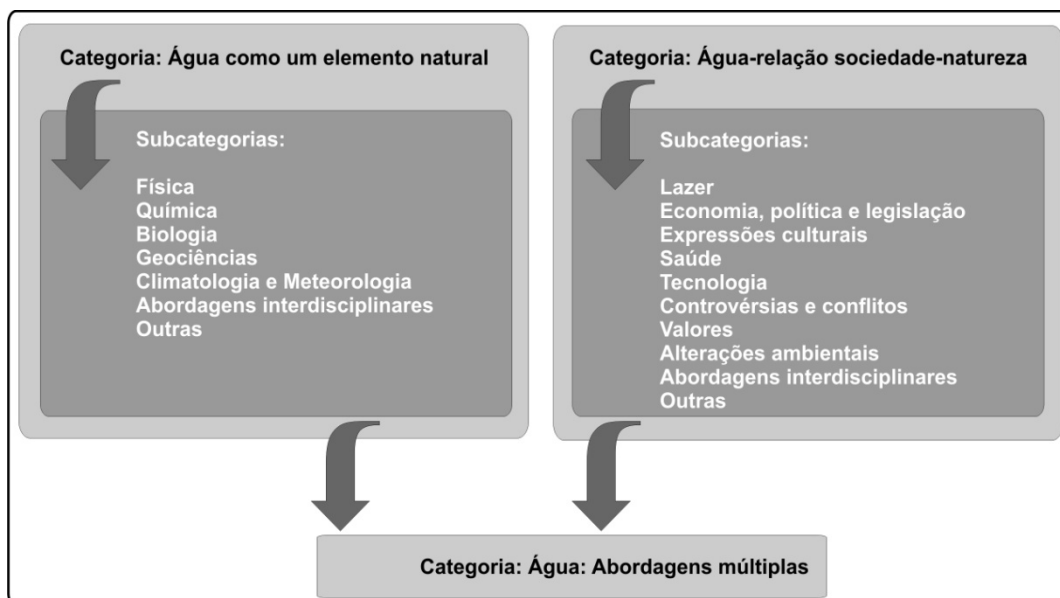 Categoria: Água como um elemento natural
Subcategorias:
Física
Química
Biologia
Geociências
Climatologia e Meteorologia
Abordagens interdisciplinares
Outras
Categoria: Água-relação sociedade-natureza
Subcategorias:
Lazer
Economia, política e legislação
Expressões culturais
Saúde
Tecnologia
Controvérsias e conflitos
Valores
Alterações ambientais
Abordagens interdisciplinares
Outras
Categoria: Água: Abordagens múltiplas